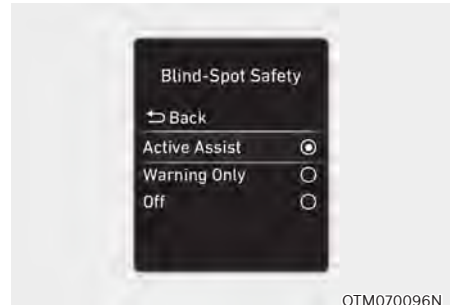 Blind-Spot Safety
Back
Active Assist
Warning Only
Off
OTM070096N